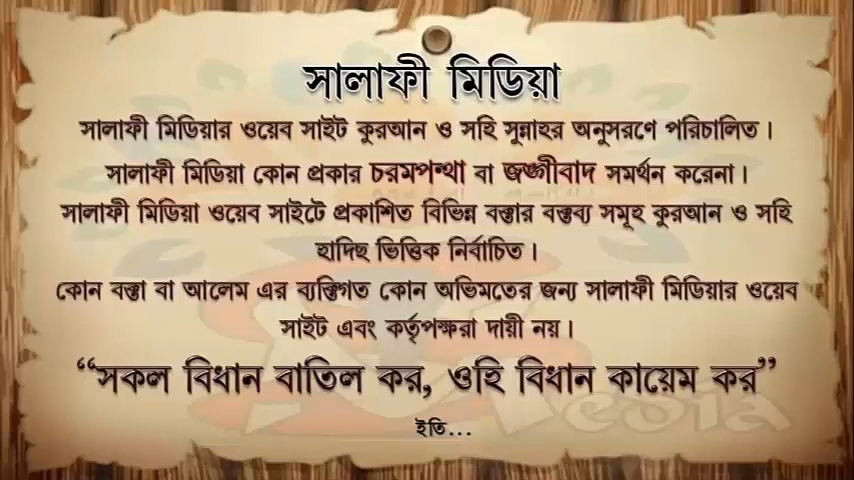 সালাফী মিডিয়া
সালাফী মিডিয়ার ওয়েব সাইট কুরআন ও সহি সুন্নাহর অনুসরণে পরিচালিত।
সালাফী মিডিয়া কোন প্রকার চরমপন্থা বা জঙ্গীবাদ সমর্থন করেনা।
সালাফী মিডিয়া ওয়েব সাইটে প্রকাশিত বিভিন্ন বক্তার বক্তব্য সমূহ কুরআন ও সহি
হাদিছ ভিত্তিক নির্বাচিত।
কোন বক্তা বা আলেম এর ব্যক্তিগত কোন অভিমতের জন্য সালাফী মিডিয়ার ওয়েব
সাইট এবং কর্তৃপক্ষরা দায়ী নয়।
“সকল বিধান বাতিল কর, ওহি বিধান কায়েম কর”
ইতি...